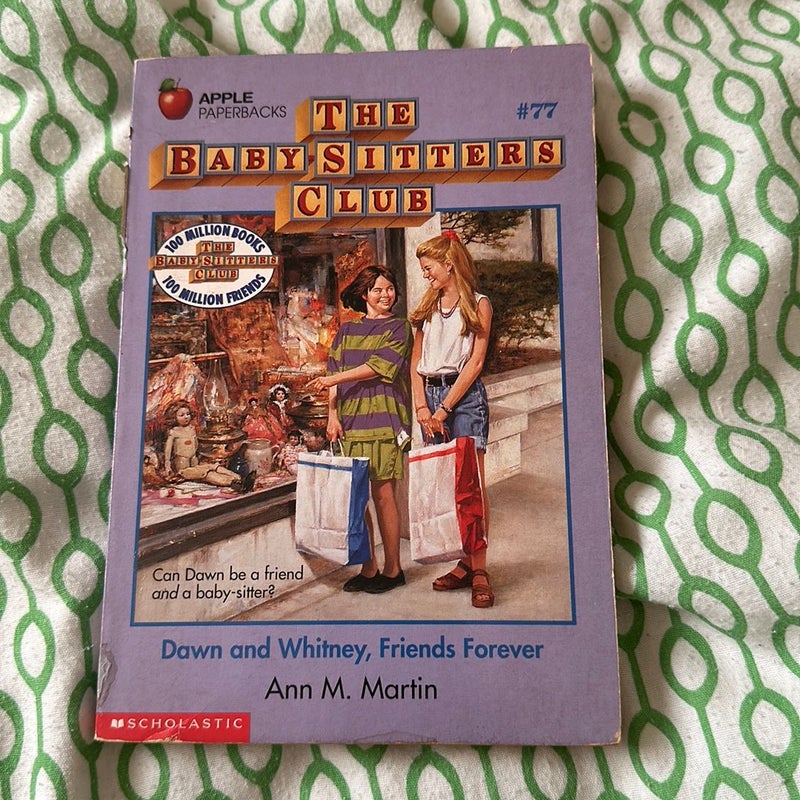 APPLE
PAPERBACKS
#77
THE
BABY-SITTERS
CLUB
100 MILLION BOOKS
THE
BABY-SITTERS
CLUB
100 MILLION FRIENDS
Can Dawn be a friend
and a baby-sitter?
Dawn and Whitney, Friends Forever
Ann M. Martin
SCHOLASTIC